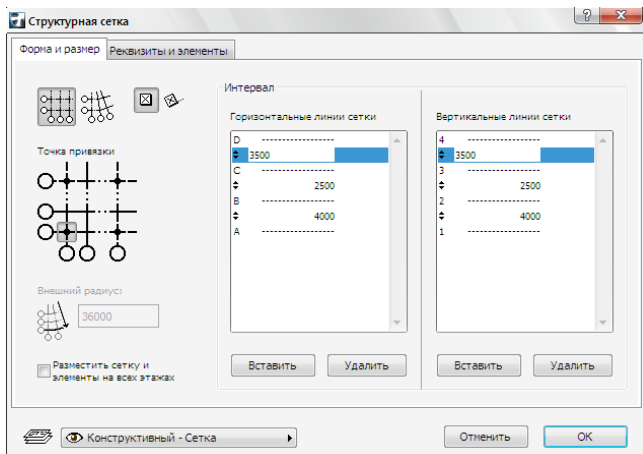 Структурная сетка
Форма и размер
Реквизиты и элементы
Интервал
Горизонтальные линии сетки
Вертикальные линии сетки
D ------------------
3500
C ------------------
2500
B ------------------
4000
A ------------------
4 ------------------
3500
3 ------------------
2500
2 ------------------
4000
1 ------------------
Точка привязки
Внешний радиус:
36000
Разместить сетку и
элементы на всех этажах
Вставить
Удалить
Вставить
Удалить
Конструктивный - Сетка
Отменить
OK